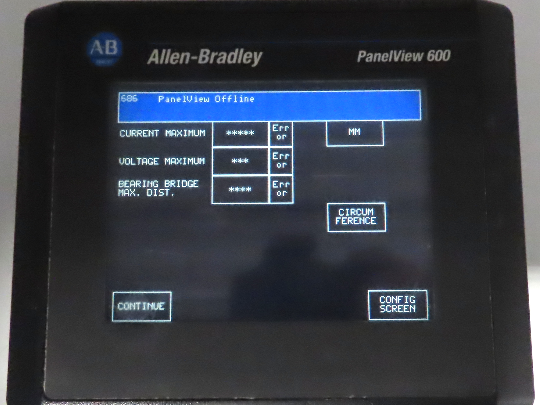 AB
Allen-Bradley
PanelView 600
686 PanelView Offline
CURRENT MAXIMUM ***** Err MM
or
VOLTAGE MAXIMUM *** Err
or
BEARING BRIDGE **** Err
MAX. DIST. or
CIRCUM
FERENCE
CONTINUE
CONFIG
SCREEN